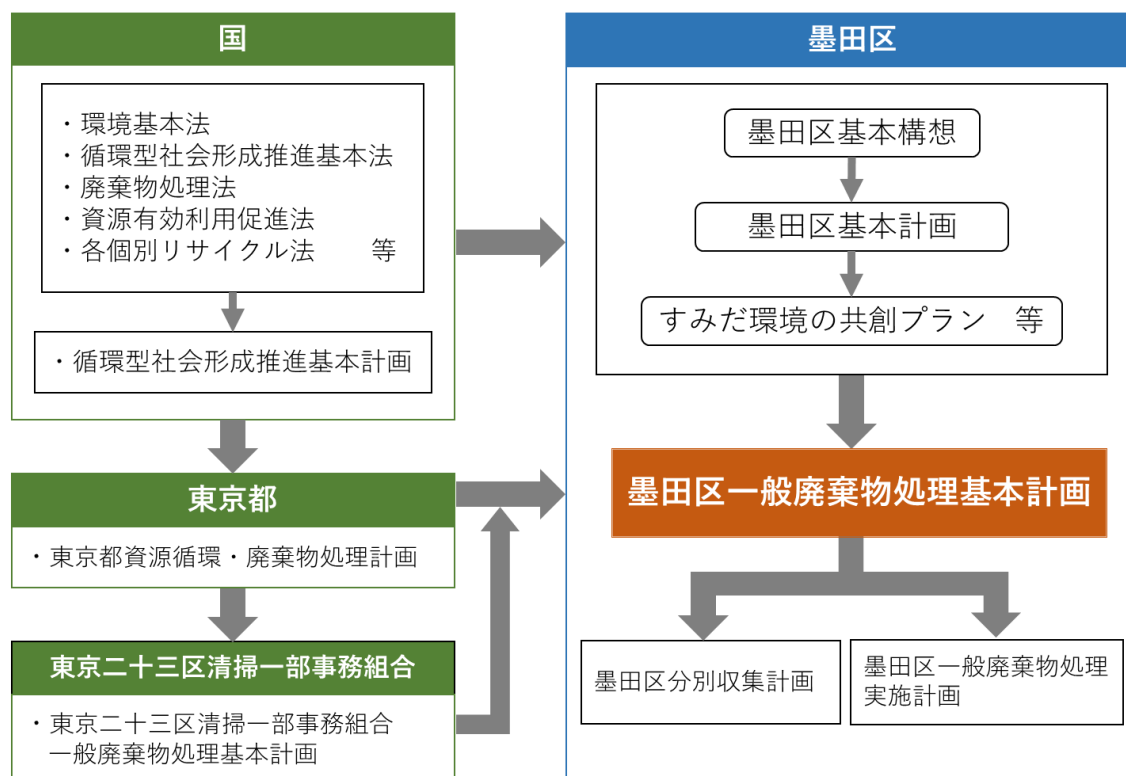 国
・環境基本法
・循環型社会形成推進基本法
・廃棄物処理法
・資源有効利用促進法
・各個別リサイクル法　　等
・循環型社会形成推進基本計画
東京都
・東京都資源循環・廃棄物処理計画
東京二十三区清掃一部事務組合
・東京二十三区清掃一部事務組合
一般廃棄物処理基本計画
墨田区
墨田区基本構想
墨田区基本計画
すみだ環境の共創プラン　等
墨田区一般廃棄物処理基本計画
墨田区分別収集計画
墨田区一般廃棄物処理
実施計画